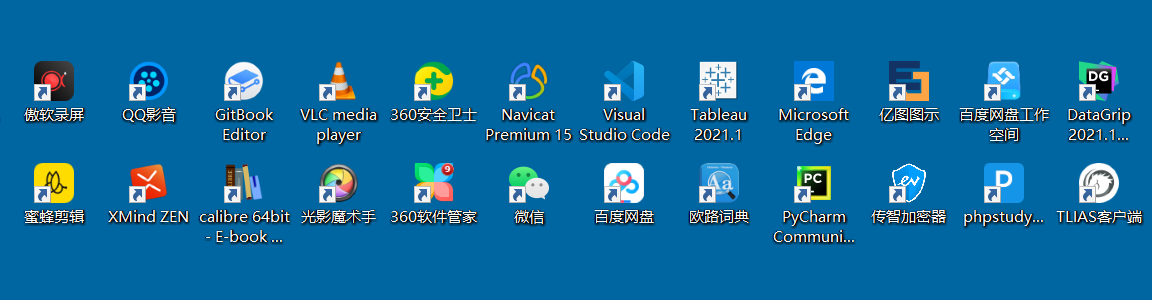 傲软录屏
QQ影音
GitBook
Editor
VLC media
player
360安全卫士
Navicat
Premium 15
Visual
Studio Code
Tableau
2021.1
Microsoft
Edge
亿图图示
百度网盘工作
空间
DG
DataGrip
2021.1...
蜜蜂剪辑
XMind ZEN
calibre 64bit
- E-book ...
光影魔术手
9
360软件管家
微信
百度网盘
Aa
欧路词典
PC
PyCharm
Communi...
ev
传智加密器
P
phpstudy...
TLIAS客户端